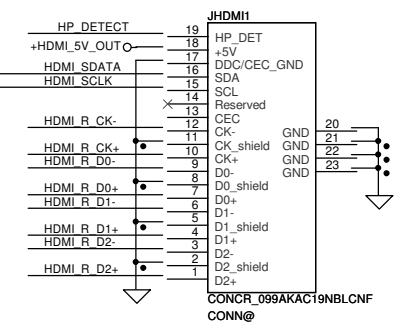 JHDMI1
HP_DETECT 19 HP_DET
+HDMI_5V_OUT 18 +5V
17 DDC/CEC_GND
HDMI_SDATA 16 SDA
HDMI_SCLK 15 SCL
14 Reserved
13 CEC
HDMI_R_CK- 12 CK- GND 20
11 CK_shield GND 21
HDMI_R_CK+ 10 CK+ GND 22
HDMI_R_D0- 9 D0- GND 23
8 D0_shield
HDMI_R_D0+ 7 D0+
HDMI_R_D1- 6 D1-
5 D1_shield
HDMI_R_D1+ 4 D1+
HDMI_R_D2- 3 D2-
2 D2_shield
HDMI_R_D2+ 1 D2+
CONCR_099AKAC19NBLCNF
CONN@